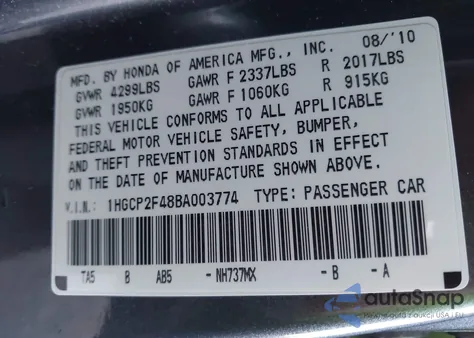 MFD. BY HONDA OF AMERICA MFG., INC. 08/'10
GVWR 4299LBS GAWR F 2337LBS R 2017LBS
GVWR 1950KG GAWR F 1060KG R 915KG
THIS VEHICLE CONFORMS TO ALL APPLICABLE
FEDERAL MOTOR VEHICLE SAFETY, BUMPER,
AND THEFT PREVENTION STANDARDS IN EFFECT
ON THE DATE OF MANUFACTURE SHOWN ABOVE.
V.I.N.: 1HGCP2F48BA003774 TYPE: PASSENGER CAR
TA5 B AB5 -NH737MX -B -A
autoSnap